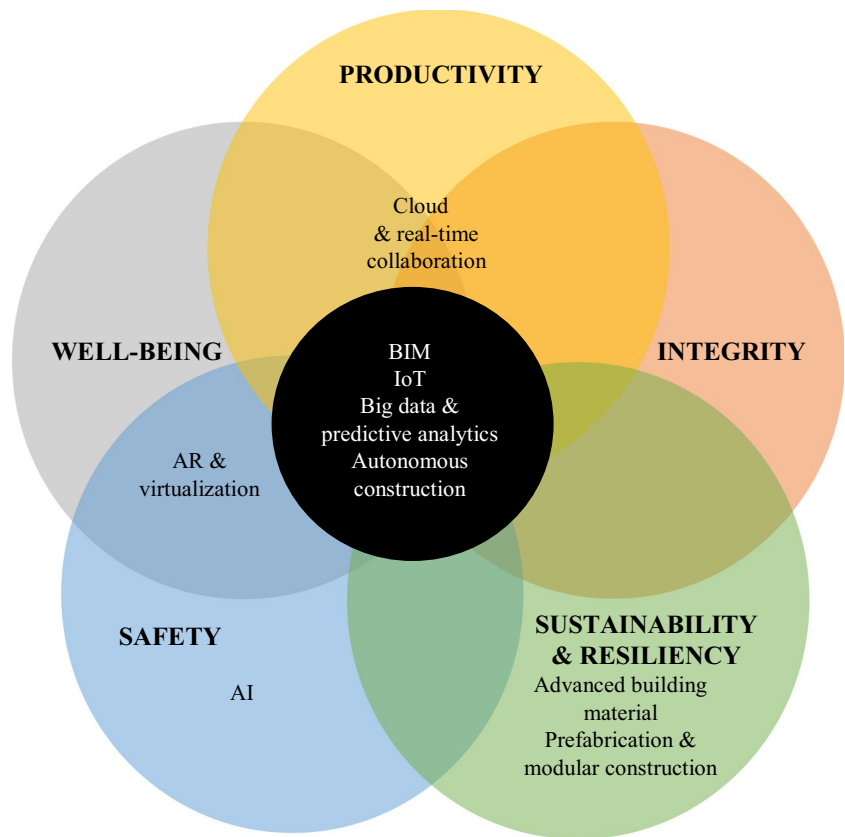 PRODUCTIVITY
Cloud
& real-time
collaboration
WELL-BEING
INTEGRITY
BIM
IoT
Big data &
predictive analytics
Autonomous
construction
AR &
virtualization
SAFETY
AI
SUSTAINABILITY
& RESILIENCY
Advanced building
material
Prefabrication &
modular construction